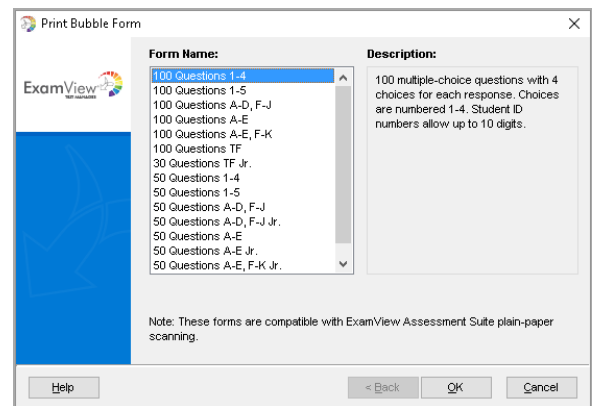 Print Bubble Form
ExamView
TEST MANAGER
Form Name:
100 Questions 1-4
100 Questions 1-5
100 Questions A-D, F-J
100 Questions A-E
100 Questions A-E, F-K
100 Questions TF
30 Questions TF Jr.
50 Questions 1-4
50 Questions 1-5
50 Questions A-D, F-J
50 Questions A-D, F-J Jr.
50 Questions A-E
50 Questions A-E Jr.
50 Questions A-E, F-K Jr.
Description:
100 multiple-choice questions with 4
choices for each response. Choices
are numbered 1-4. Student ID
numbers allow up to 10 digits.
Note: These forms are compatible with ExamView Assessment Suite plain-paper
scanning.
Help
< Back
OK
Cancel